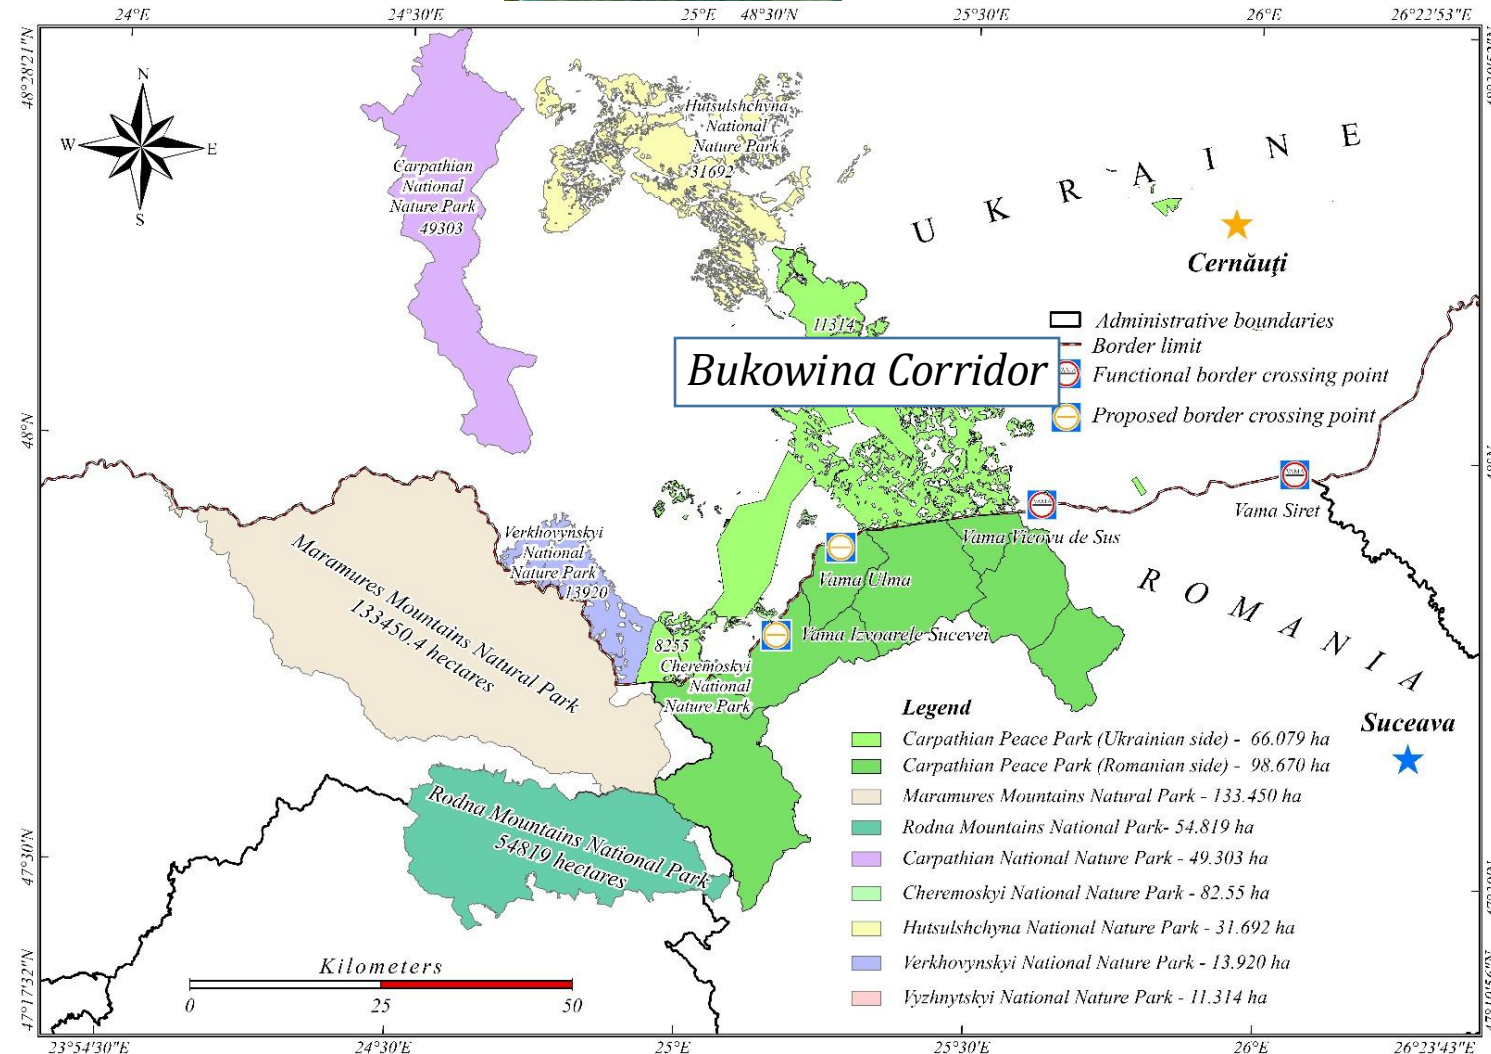 24°E 24°30'E 25°E 48°30'N 25°30'E 26°E 26°22'53"E
48°28'21"N
N
W E
S
Carpathian
National
Nature Park
49303
Hutsulshchyna
National
Nature Park
31692
UKRAINE
Cernăuţi
11314
Bukowina Corridor
Administrative boundaries
Border limit
Functional border crossing point
Proposed border crossing point
48°N
Vama Siret
Vama Vicovu de Sus
Vama Ulma
Vama Izvoarele Sucevei
Verkhovynskyi
National
Nature Park
13920
Maramures Mountains Natural Park
133450.4 hectares
8255
Cheremoskyi
National
Nature Park
ROMANIA
Suceava
Rodna Mountains National Park
54819 hectares
47°30'N
Legend
Carpathian Peace Park (Ukrainian side) - 66.079 ha
Carpathian Peace Park (Romanian side) - 98.670 ha
Maramures Mountains Natural Park - 133.450 ha
Rodna Mountains National Park- 54.819 ha
Carpathian National Nature Park - 49.303 ha
Cheremoskyi National Nature Park - 82.55 ha
Hutsulshchyna National Nature Park - 31.692 ha
Verkhovynskyi National Nature Park - 13.920 ha
Vyzhnytskyi National Nature Park - 11.314 ha
Kilometers
0 25 50
47°17'32"N
23°54'30"E 24°30'E 25°E 25°30'E 26°E 26°23'43"E